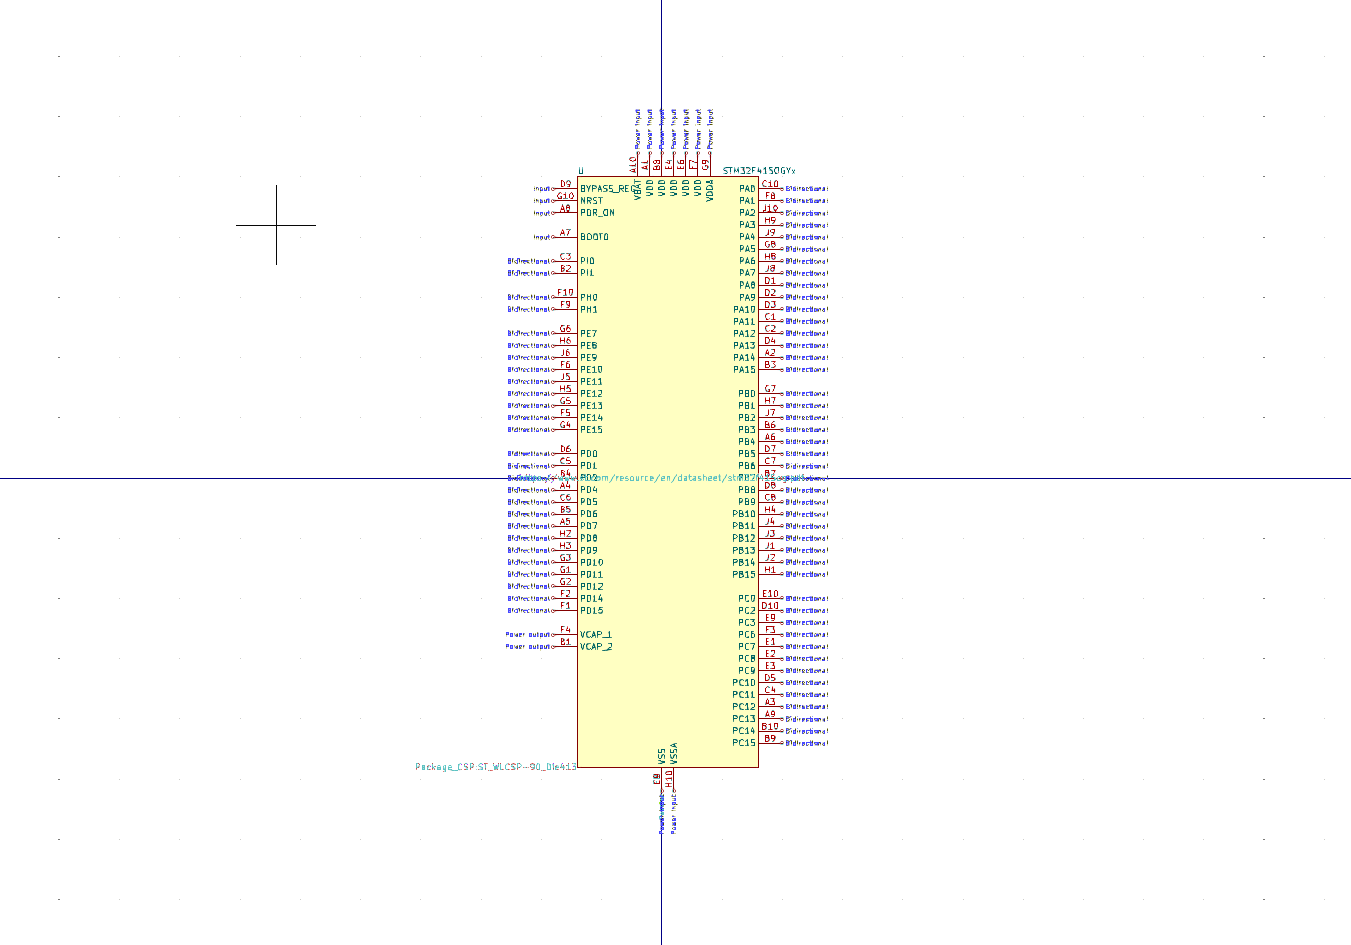 Power Input Power Input Power Input Power Input Power Input Power Input Power Input
A10 A1 B8 E4 E6 F7 G9
U STM32F415OGYx
VBAT VDD VDD VDD VDD VDD VDDA
Input D9 BYPASS_REG PA0 C10 Bidirectional
Input G10 NRST PA1 F8 Bidirectional
Input A8 PDR_ON PA2 J10 Bidirectional
PA3 H9 Bidirectional
Input A7 BOOT0 PA4 J9 Bidirectional
PA5 G8 Bidirectional
Bidirectional C3 PI0 PA6 H8 Bidirectional
Bidirectional B2 PI1 PA7 J8 Bidirectional
PA8 D1 Bidirectional
Bidirectional F10 PH0 PA9 D2 Bidirectional
Bidirectional F9 PH1 PA10 D3 Bidirectional
PA11 C1 Bidirectional
Bidirectional G6 PE7 PA12 C2 Bidirectional
Bidirectional H6 PE8 PA13 D4 Bidirectional
Bidirectional J6 PE9 PA14 A2 Bidirectional
Bidirectional F6 PE10 PA15 B3 Bidirectional
Bidirectional J5 PE11
Bidirectional H5 PE12 PB0 G7 Bidirectional
Bidirectional G5 PE13 PB1 H7 Bidirectional
Bidirectional F5 PE14 PB2 J7 Bidirectional
Bidirectional G4 PE15 PB3 B6 Bidirectional
PB4 A6 Bidirectional
Bidirectional D6 PD0 PB5 D7 Bidirectional
Bidirectional C5 PD1 PB6 C7 Bidirectional
Bidirectional B4 PD2 PB7 B7 Bidirectional
Bidirectional A4 PD4 PB8 D8 Bidirectional
Bidirectional C6 PD5 PB9 C8 Bidirectional
Bidirectional B5 PD6 PB10 H4 Bidirectional
Bidirectional A5 PD7 PB11 J4 Bidirectional
Bidirectional H2 PD8 PB12 J3 Bidirectional
Bidirectional H3 PD9 PB13 J1 Bidirectional
Bidirectional G3 PD10 PB14 J2 Bidirectional
Bidirectional G1 PD11 PB15 H1 Bidirectional
Bidirectional G2 PD12
Bidirectional F2 PD14 PC0 E10 Bidirectional
Bidirectional F1 PD15 PC2 D10 Bidirectional
PC3 E9 Bidirectional
Power output F4 VCAP_1 PC6 F3 Bidirectional
Power output B1 VCAP_2 PC7 E1 Bidirectional
PC8 E2 Bidirectional
PC9 E3 Bidirectional
PC10 D5 Bidirectional
PC11 C4 Bidirectional
PC12 A3 Bidirectional
PC13 A9 Bidirectional
PC14 B10 Bidirectional
PC15 B9 Bidirectional
VSS VSSA
Package_CSP:ST_WLCSP-90_Die413
H10
Power Input Power Input